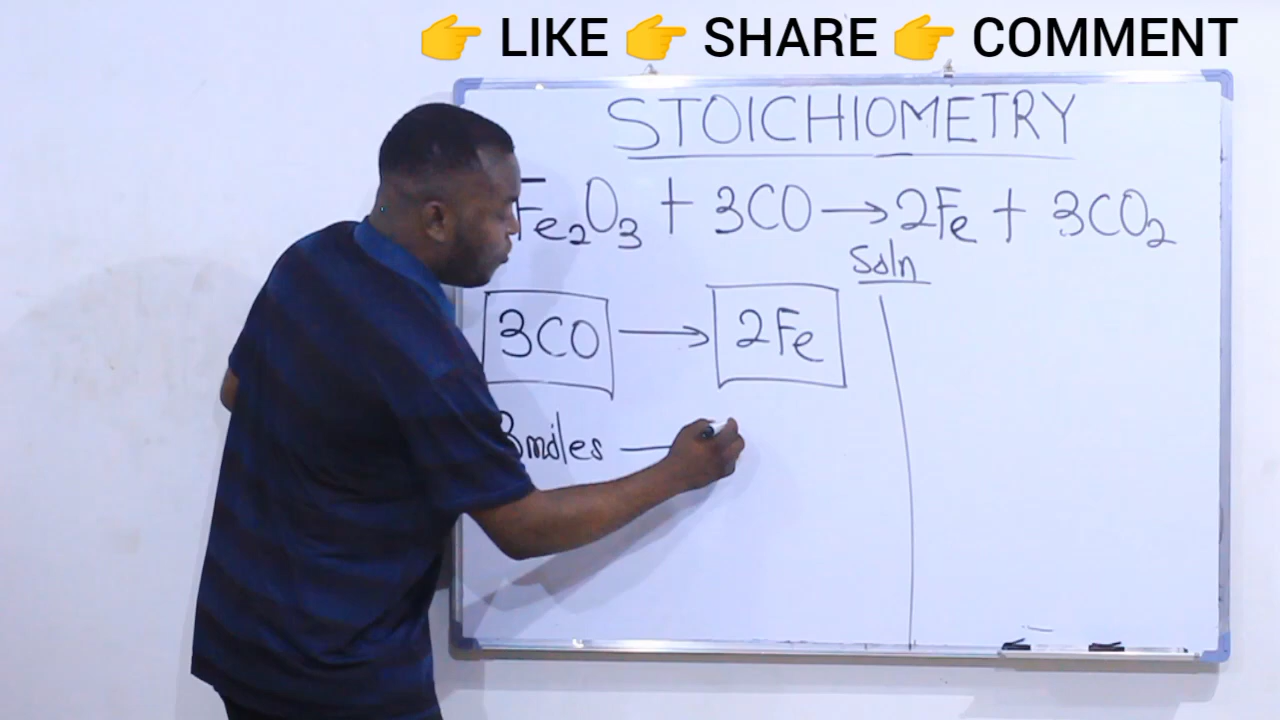 👉 LIKE 👉 SHARE 👉 COMMENT
STOICHIOMETRY
Fe₂O₃ + 3CO → 2Fe + 3CO₂
Soln
3CO → 2Fe
3moles —